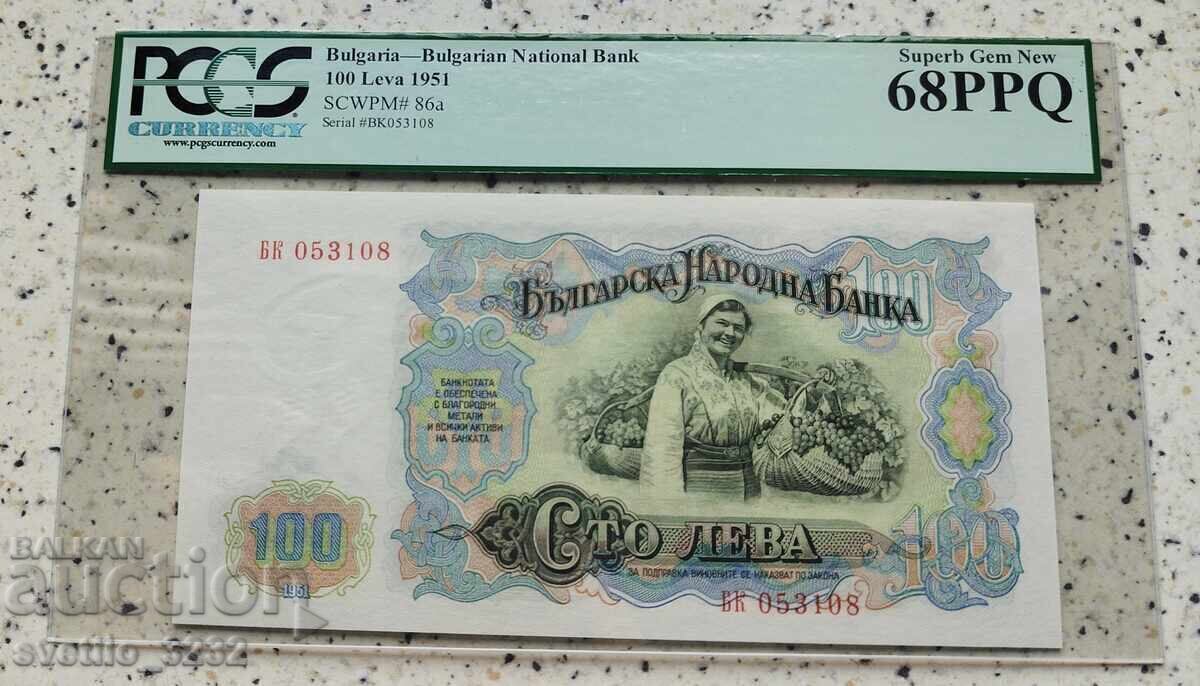 PCGS
CURRENCY
www.pcgscurrency.com
Bulgaria—Bulgarian National Bank
100 Leva 1951
SCWPM# 86a
Serial #BK053108
Superb Gem New
68PPQ
БК 053108
БЪЛГАРСКА НАРОДНА БАНКА
100
БАНКНОТАТА
Е ОБЕСПЕЧЕНА
С БЛАГОРОДНИ
МЕТАЛИ
И ВСИЧКИ АКТИВИ
НА БАНКАТА
100
СТО ЛЕВА
100
ЗА ПОДПРАВКА ВИНОВНИТЕ СЕ НАКАЗВАТ ПО ЗАКОНА
1951
БК 053108
BALKAN
auction
svetlio_3232